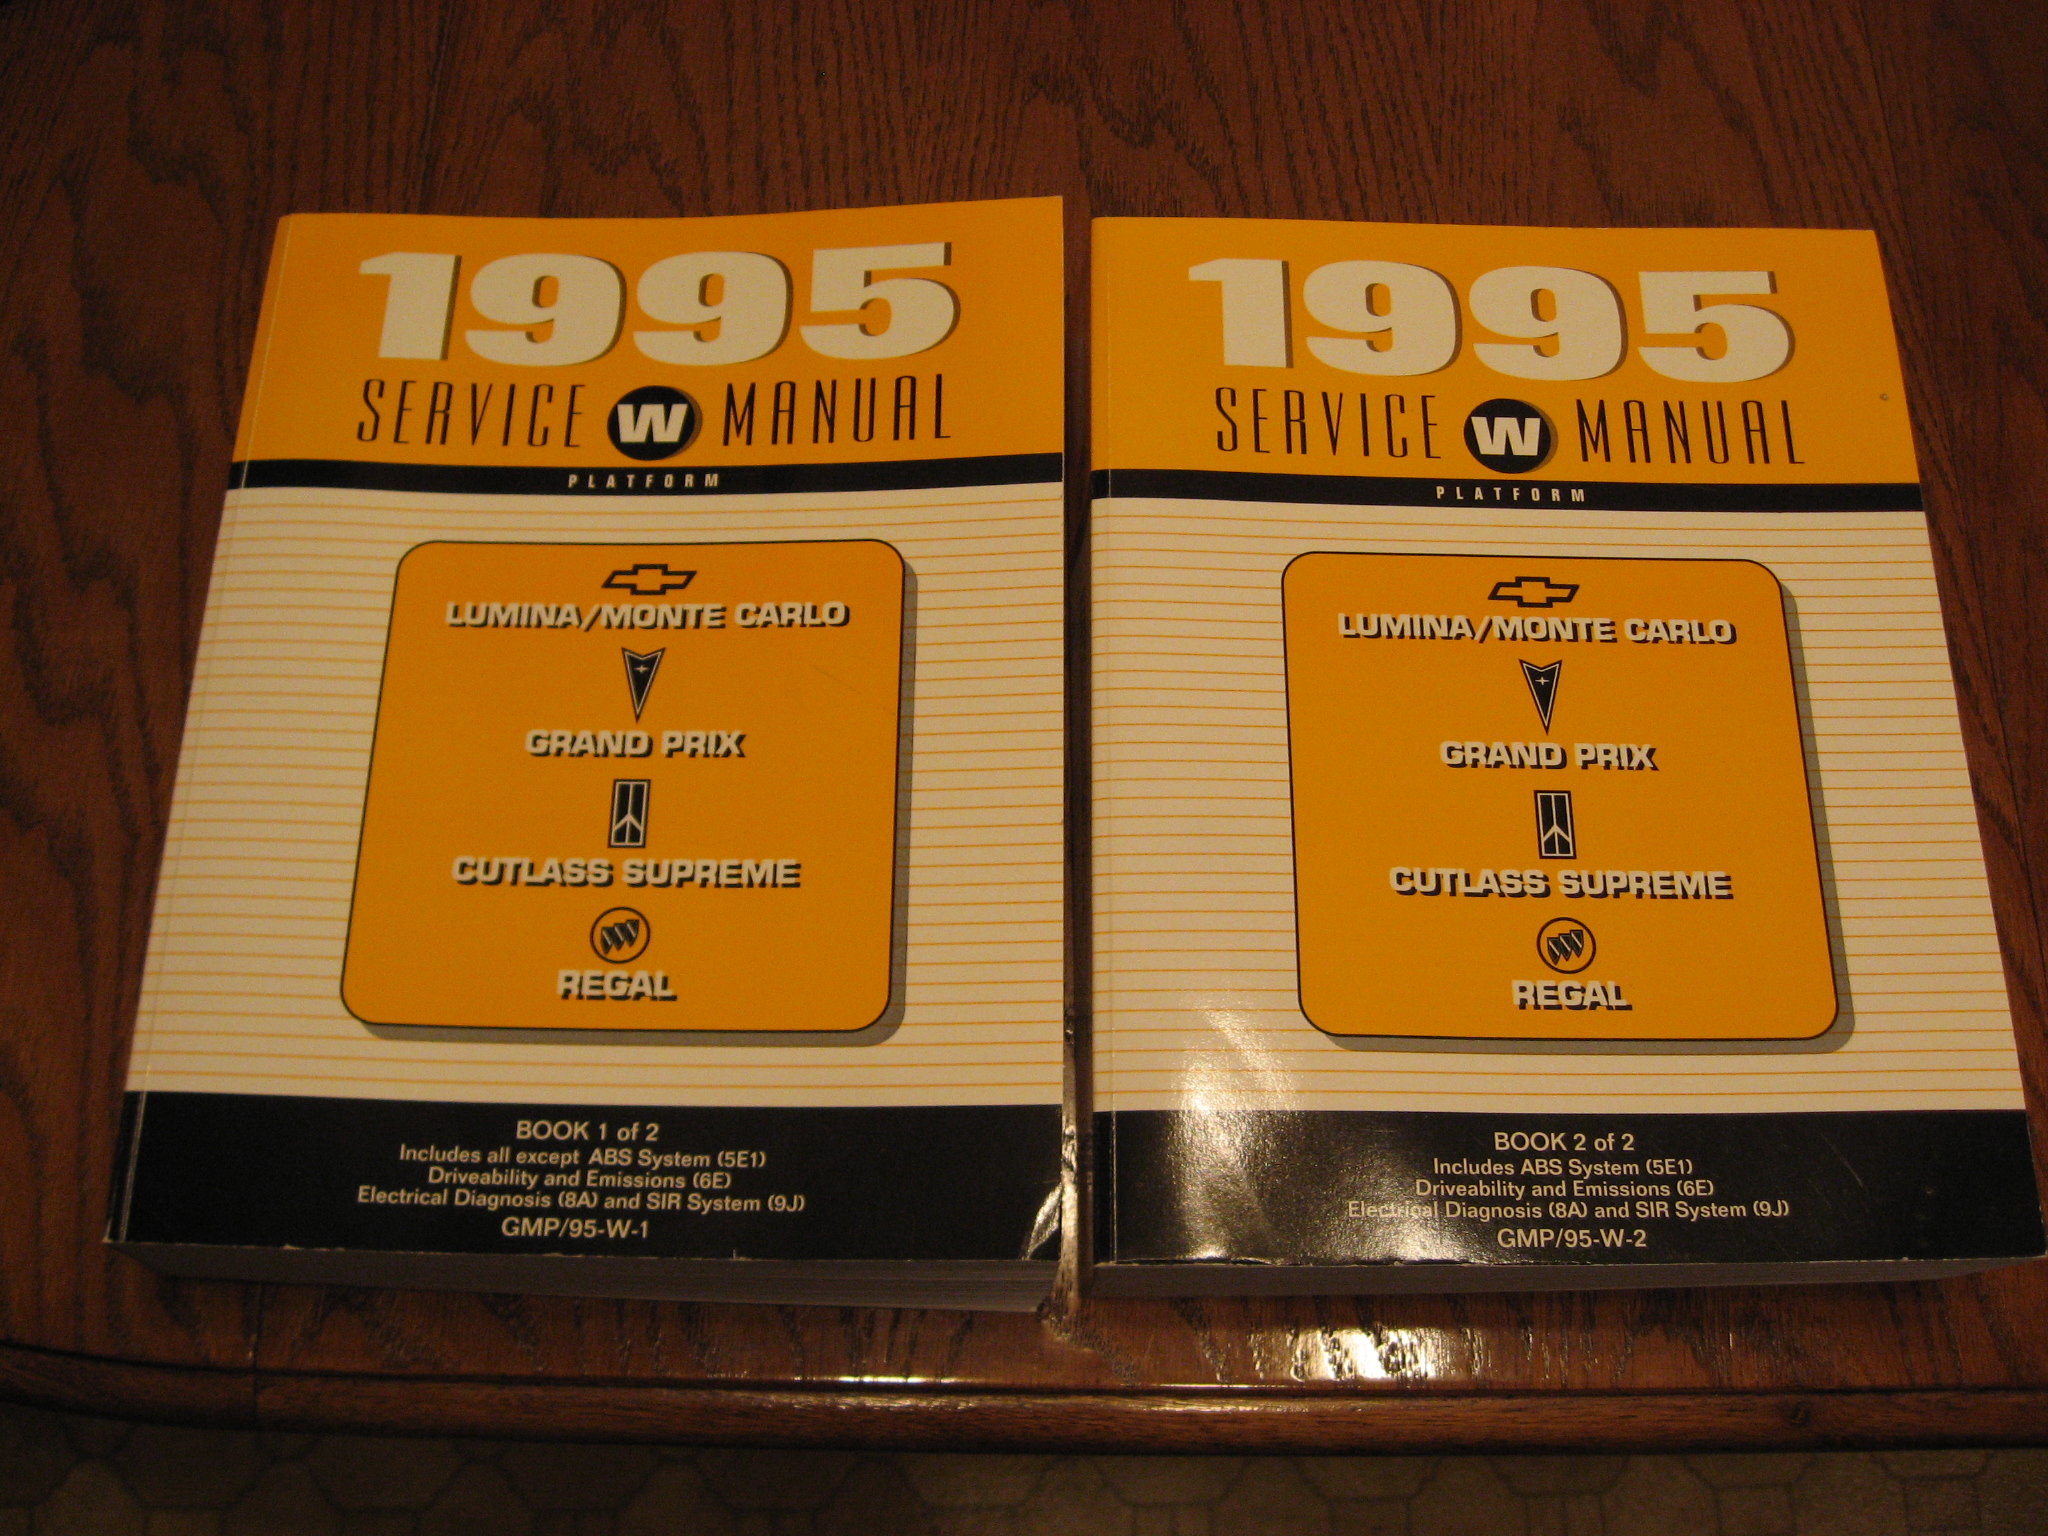 1995
SERVICE W MANUAL
PLATFORM
LUMINA/MONTE CARLO
GRAND PRIX
CUTLASS SUPREME
REGAL
BOOK 1 of 2
Includes all except ABS System (5E1)
Driveability and Emissions (6E)
Electrical Diagnosis (8A) and SIR System (9J)
GMP/95-W-1
1995
SERVICE W MANUAL
PLATFORM
LUMINA/MONTE CARLO
GRAND PRIX
CUTLASS SUPREME
REGAL
BOOK 2 of 2
Includes ABS System (5E1)
Driveability and Emissions (6E)
Electrical Diagnosis (8A) and SIR System (9J)
GMP/95-W-2